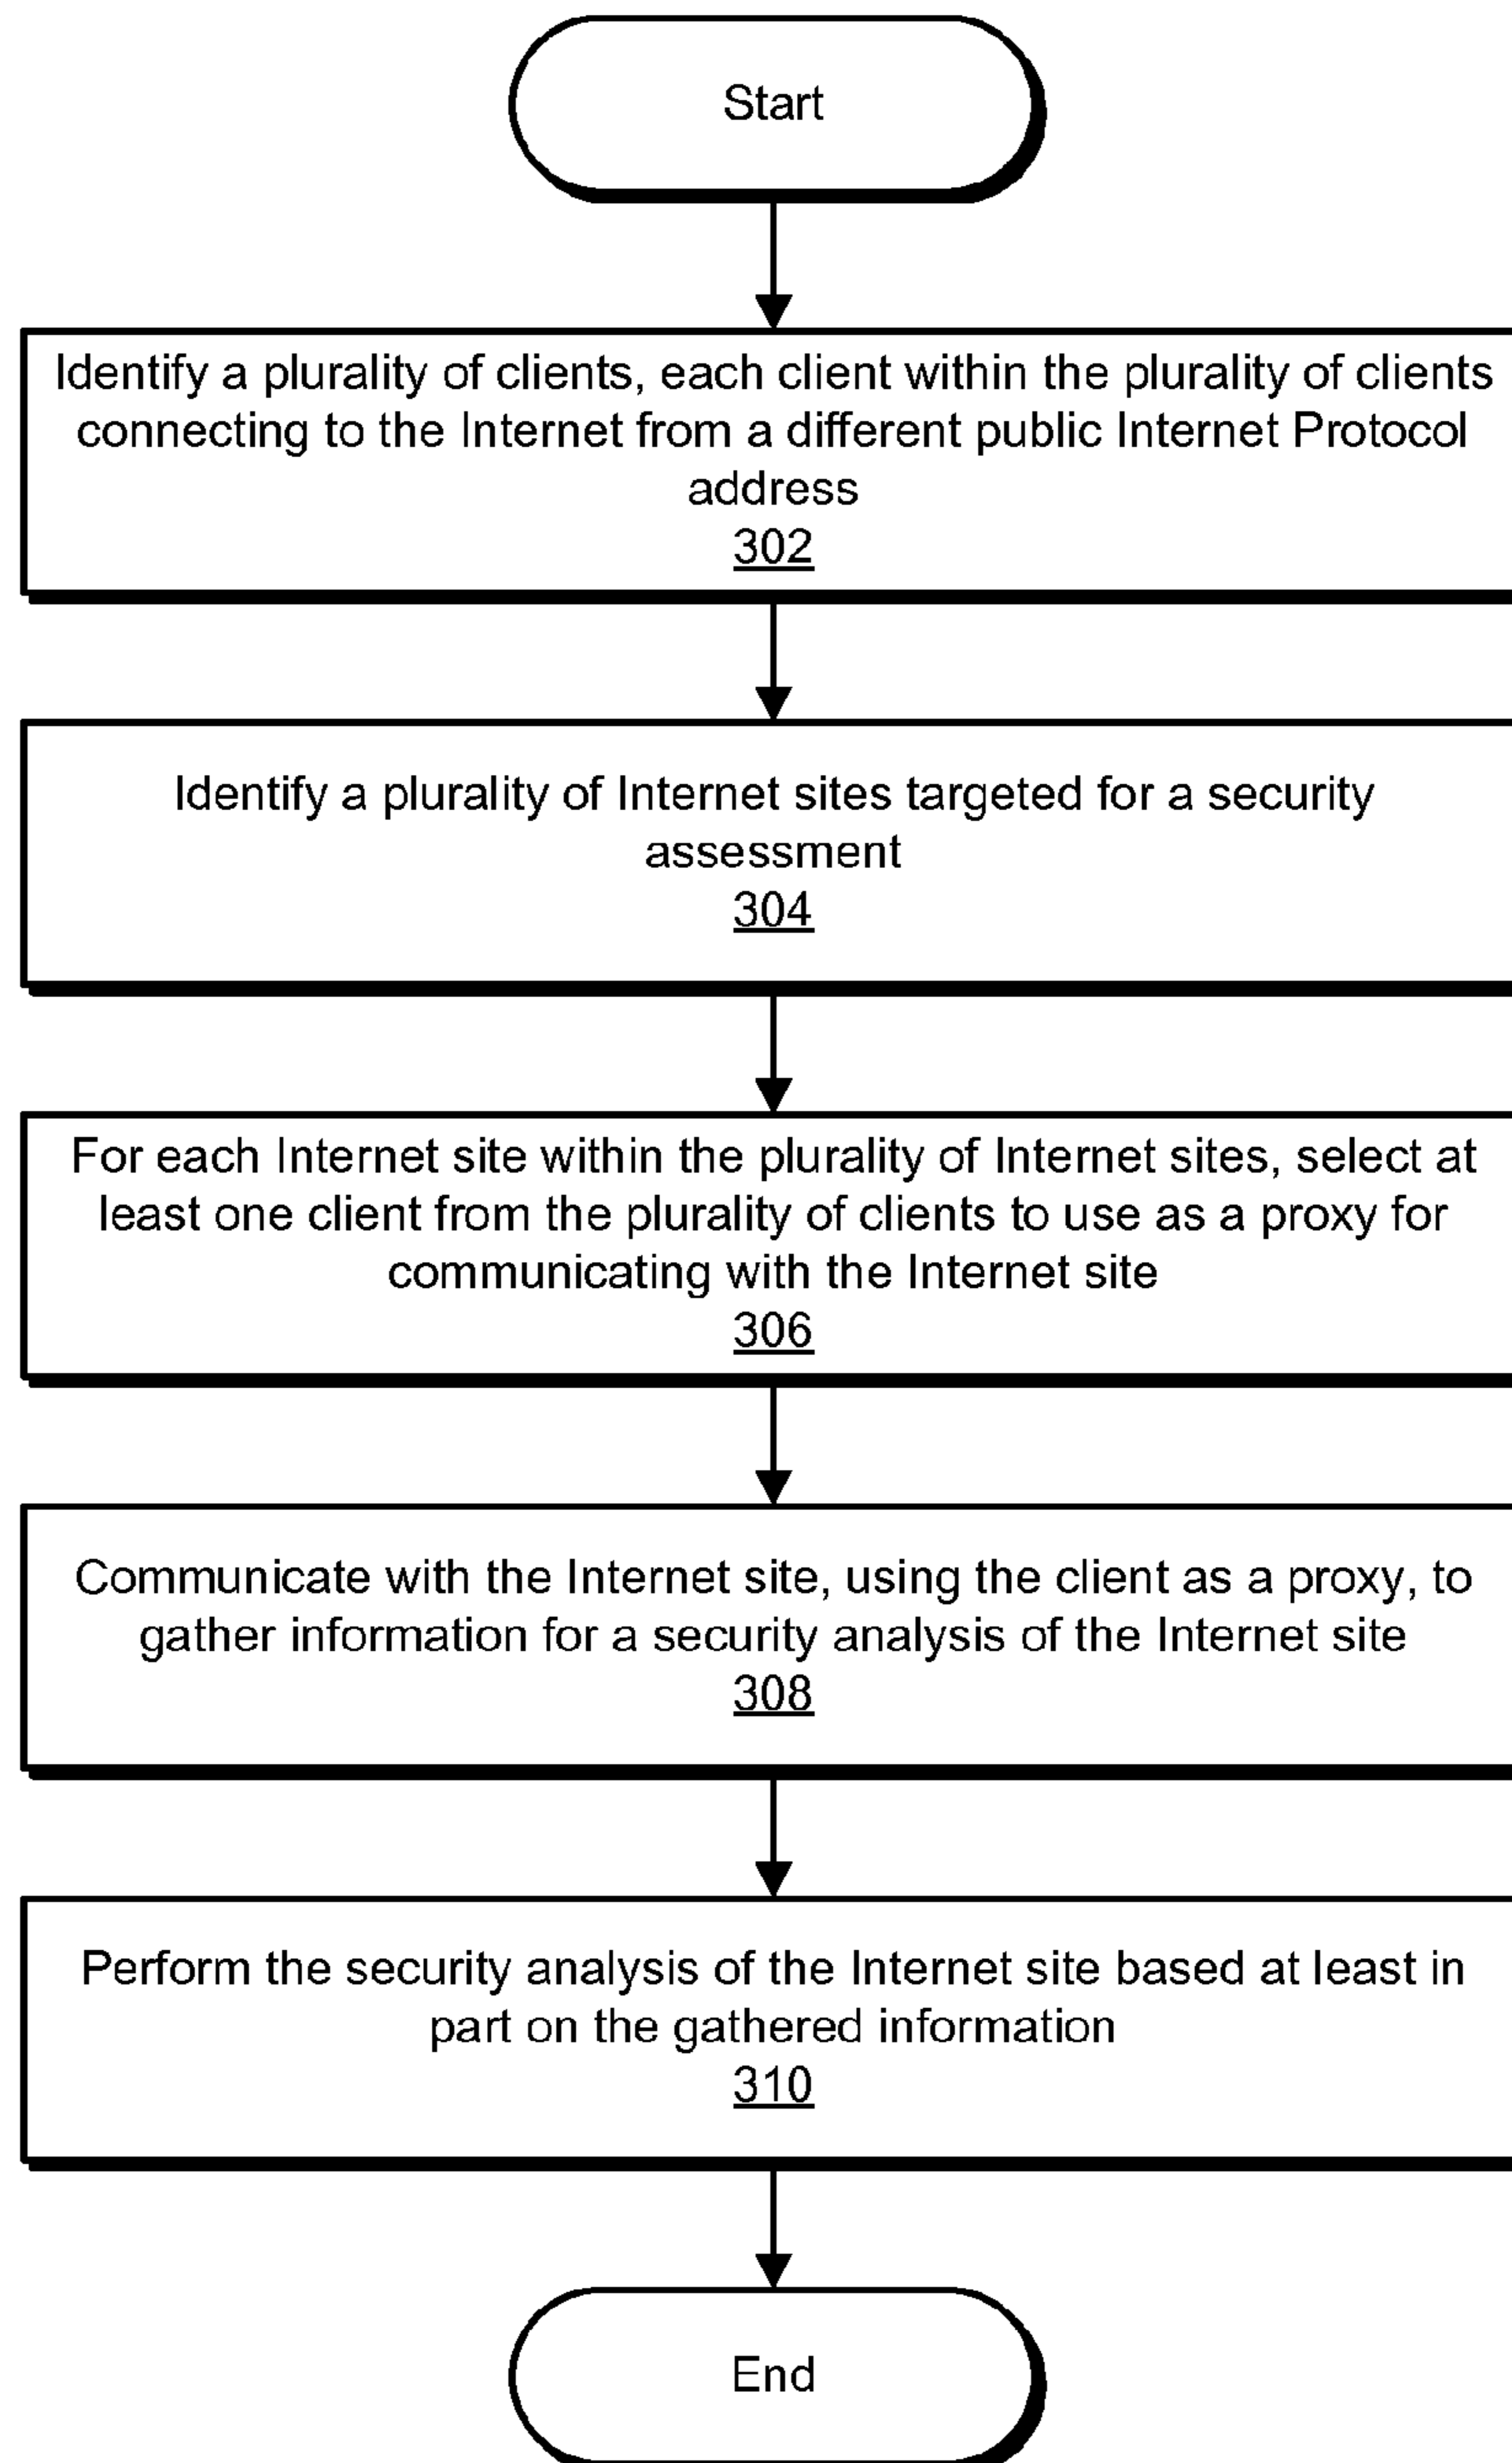 Start
Identify a plurality of clients, each client within the plurality of clients
connecting to the Internet from a different public Internet Protocol
address
302
Identify a plurality of Internet sites targeted for a security
assessment
304
For each Internet site within the plurality of Internet sites, select at
least one client from the plurality of clients to use as a proxy for
communicating with the Internet site
306
Communicate with the Internet site, using the client as a proxy, to
gather information for a security analysis of the Internet site
308
Perform the security analysis of the Internet site based at least in
part on the gathered information
310
End